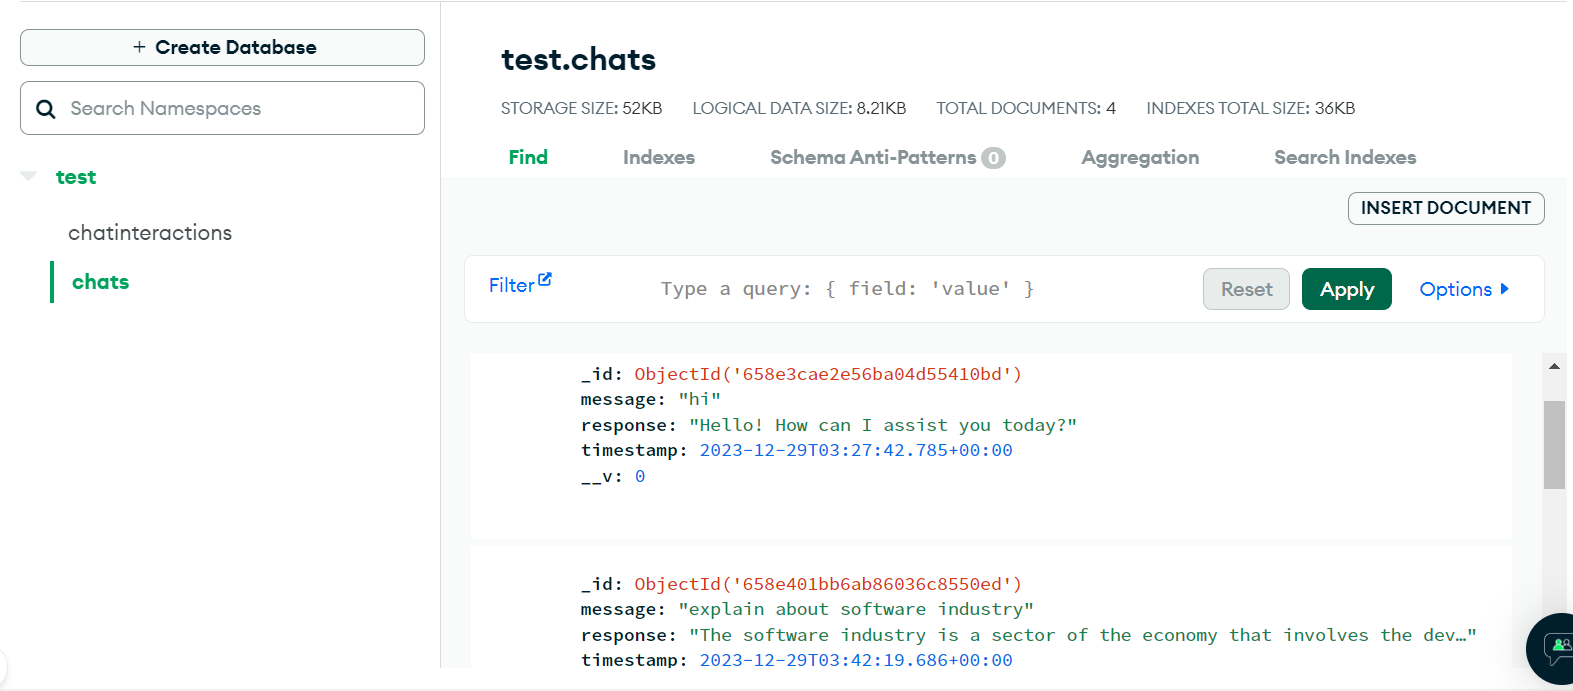 + Create Database
Search Namespaces
test
chatinteractions
chats
test.chats
STORAGE SIZE: 52KB LOGICAL DATA SIZE: 8.21KB TOTAL DOCUMENTS: 4 INDEXES TOTAL SIZE: 36KB
Find Indexes Schema Anti-Patterns 0 Aggregation Search Indexes
INSERT DOCUMENT
Filter Type a query: { field: 'value' } Reset Apply Options
_id: ObjectId('658e3cae2e56ba04d55410bd')
message: "hi"
response: "Hello! How can I assist you today?"
timestamp: 2023-12-29T03:27:42.785+00:00
__v: 0
_id: ObjectId('658e401bb6ab86036c8550ed')
message: "explain about software industry"
response: "The software industry is a sector of the economy that involves the dev…"
timestamp: 2023-12-29T03:42:19.686+00:00